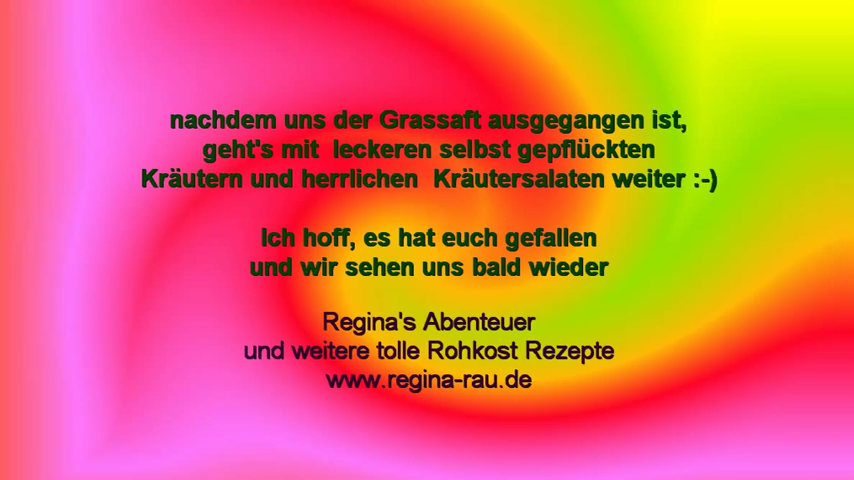 nachdem uns der Grassaft ausgegangen ist,
geht's mit leckeren selbst gepflückten
Kräutern und herrlichen Kräutersalaten weiter :-)
Ich hoff, es hat euch gefallen
und wir sehen uns bald wieder
Regina's Abenteuer
und weitere tolle Rohkost Rezepte
www.regina-rau.de